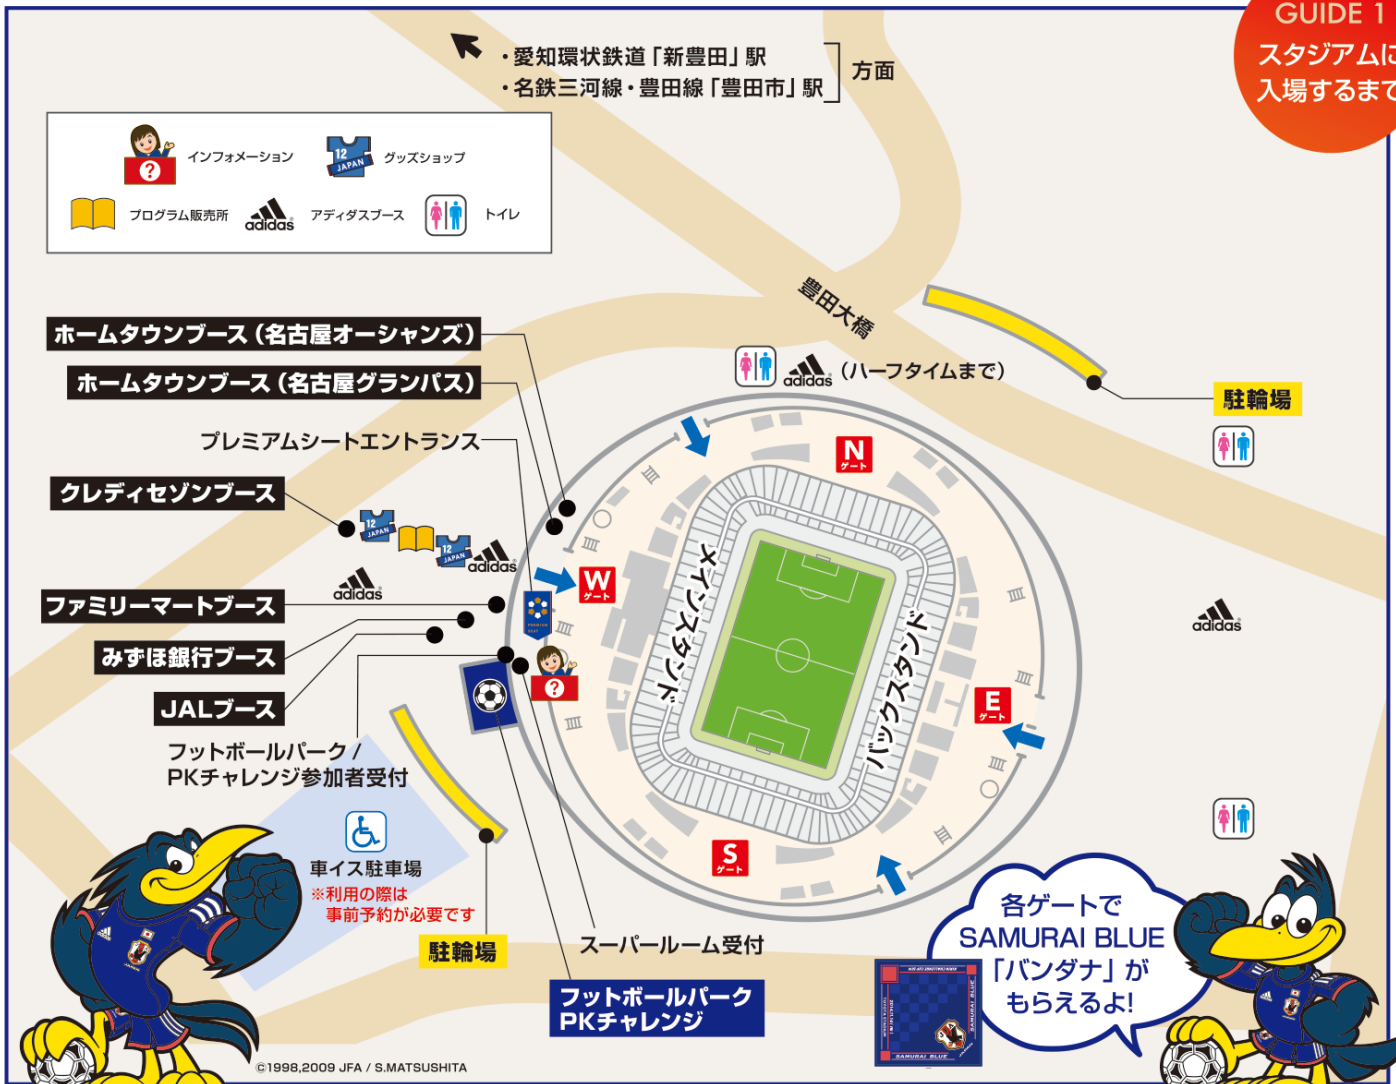 GUIDE 1
スタジアムに
入場するまで
・愛知環状鉄道「新豊田」駅
・名鉄三河線・豊田線「豊田市」駅
方面
インフォメーション
12
JAPAN
グッズショップ
プログラム販売所
adidas
アディダスブース
トイレ
豊田大橋
ホームタウンブース（名古屋オーシャンズ）
ホームタウンブース（名古屋グランパス）
adidas
（ハーフタイムまで）
駐輪場
プレミアムシートエントランス
クレディセゾンブース
12
JAPAN
12
JAPAN
adidas
adidas
N
ゲート
W
ゲート
メインスタンド
バックスタンド
ファミリーマートブース
みずほ銀行ブース
JALブース
adidas
E
ゲート
フットボールパーク /
PKチャレンジ参加者受付
S
ゲート
車イス駐車場
※利用の際は
事前予約が必要です
駐輪場
スーパールーム受付
フットボールパーク
PKチャレンジ
各ゲートで
SAMURAI BLUE
「バンダナ」が
もらえるよ!
SAMURAI BLUE
SAMURAI BLUE
©1998,2009 JFA / S.MATSUSHITA